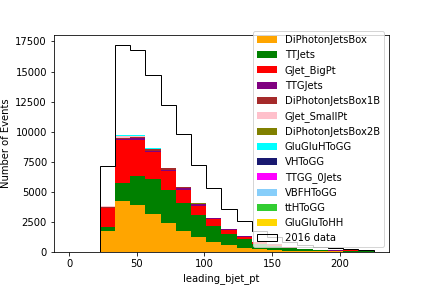 17500
15000
12500
10000
7500
5000
2500
0
Number of Events
0
50
100
150
200
leading_bjet_pt
DiPhotonJetsBox
TTJets
GJet_BigPt
TTGJets
DiPhotonJetsBox1B
GJet_SmallPt
DiPhotonJetsBox2B
GluGluHToGG
VHToGG
TTGG_0Jets
VBFHToGG
ttHToGG
GluGluToHH
2016 data